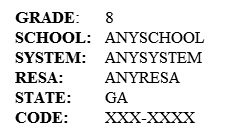 GRADE: 8
SCHOOL: ANYSCHOOL
SYSTEM: ANYSYSTEM
RESA: ANYRESA
STATE: GA
CODE: XXX-XXXX